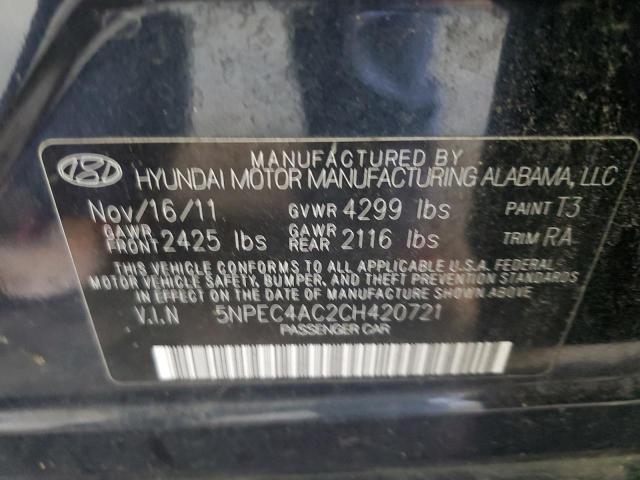 MANUFACTURED BY
HYUNDAI MOTOR MANUFACTURING ALABAMA, LLC
Nov/16/11 GVWR 4299 lbs PAINT T3
GAWR FRONT 2425 lbs GAWR REAR 2116 lbs TRIM RA
THIS VEHICLE CONFORMS TO ALL APPLICABLE U.S.A. FEDERAL
MOTOR VEHICLE SAFETY, BUMPER, AND THEFT PREVENTION STANDARDS
IN EFFECT ON THE DATE OF MANUFACTURE SHOWN ABOVE
V.I.N 5NPEC4AC2CH420721
PASSENGER CAR